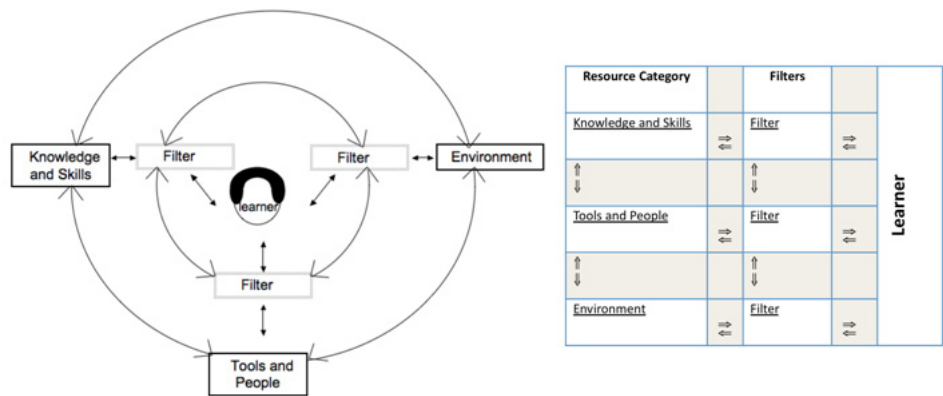 Knowledge
and Skills
Filter
Filter
Environment
learner
Filter
Tools and
People
Resource Category
Filters
Knowledge and Skills
Filter
Tools and People
Filter
Environment
Filter
Learner